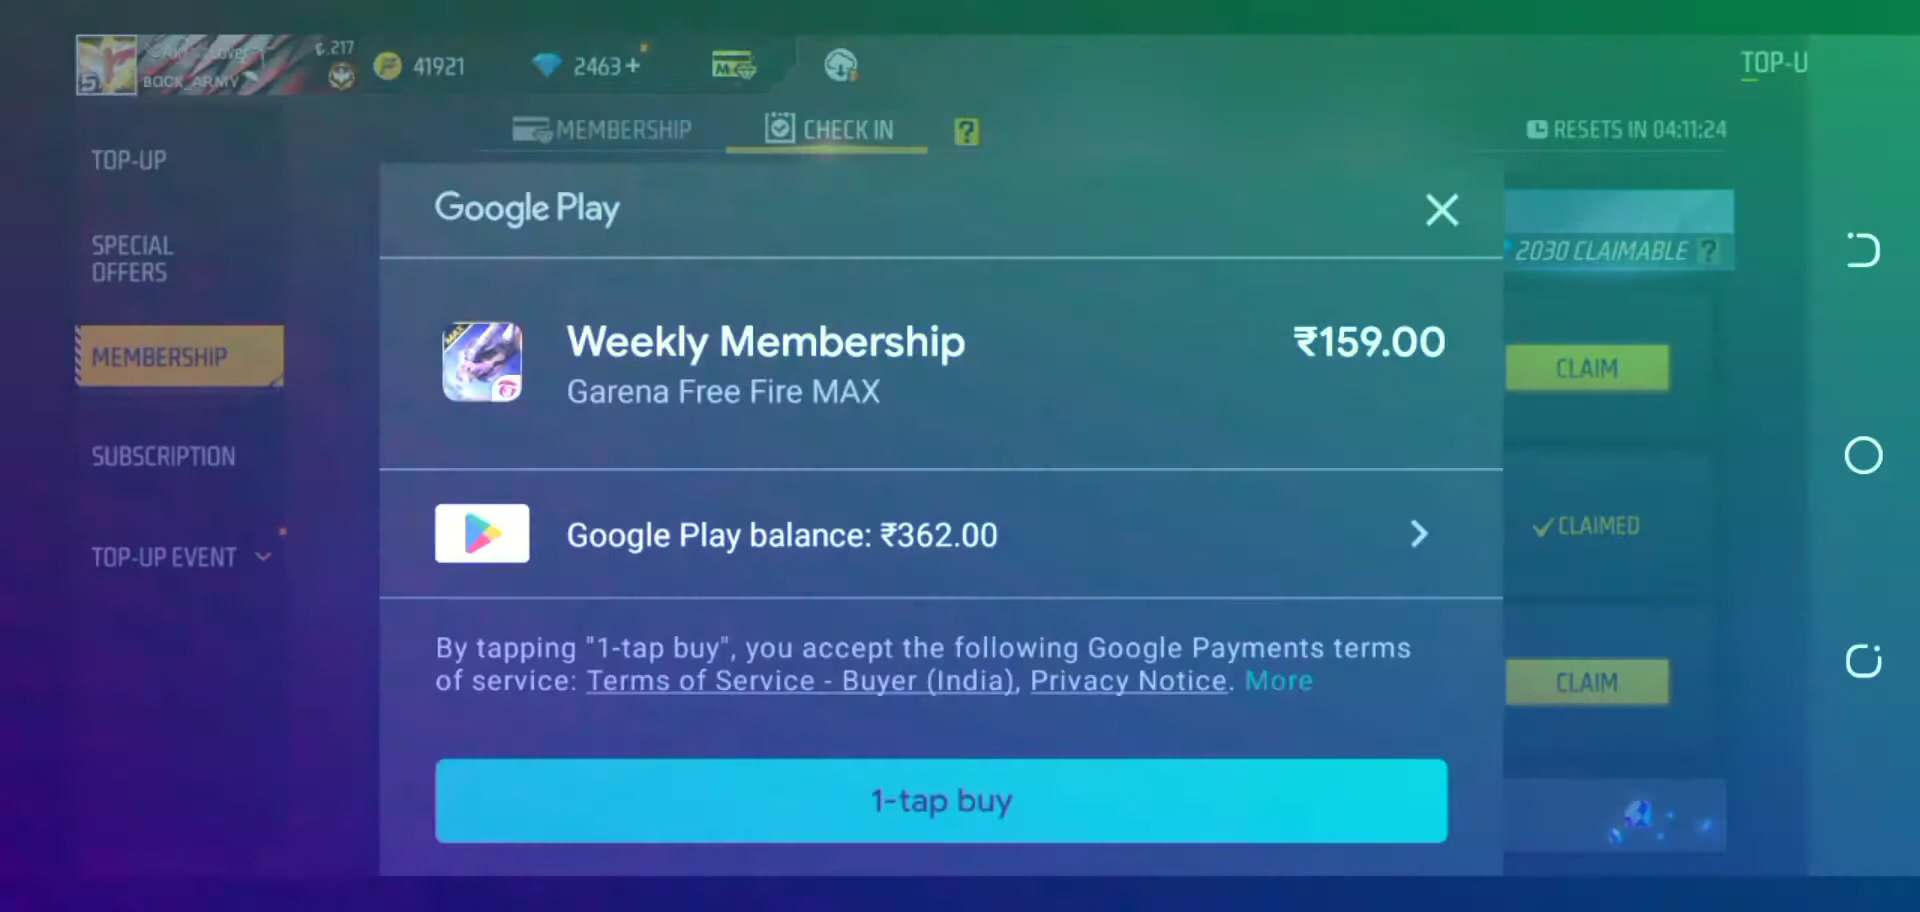 ₵.217
BOCK_ARMY
41921
2463+
TOP-U
MEMBERSHIP
CHECK IN
?
RESETS IN 04:11:24
TOP-UP
SPECIAL
OFFERS
MEMBERSHIP
SUBSCRIPTION
TOP-UP EVENT
Google Play
2030 CLAIMABLE ?
MAX
Weekly Membership
₹159.00
Garena Free Fire MAX
CLAIM
Google Play balance: ₹362.00
CLAIMED
By tapping "1-tap buy", you accept the following Google Payments terms
of service: Terms of Service - Buyer (India), Privacy Notice. More
CLAIM
1-tap buy